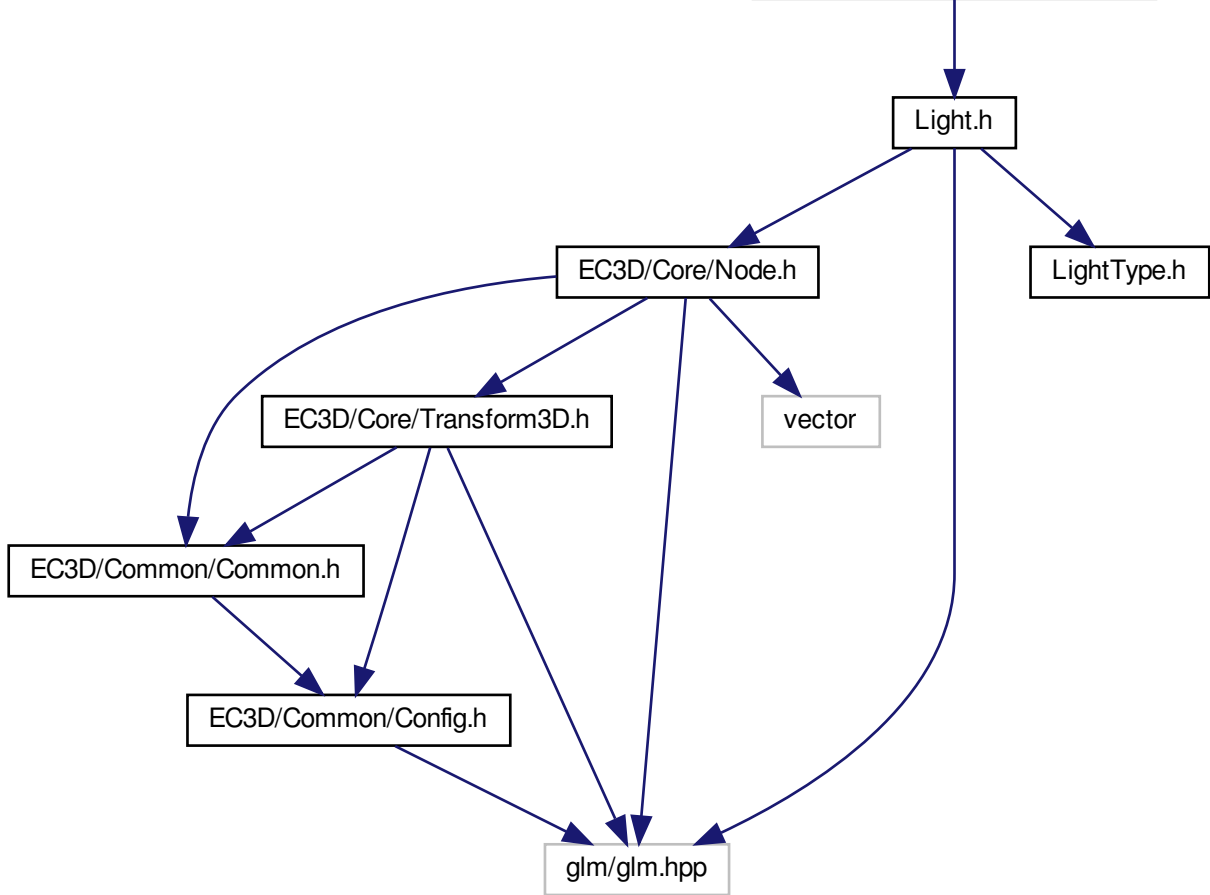 Light.h
EC3D/Core/Node.h
LightType.h
EC3D/Core/Transform3D.h
vector
EC3D/Common/Common.h
EC3D/Common/Config.h
glm/glm.hpp